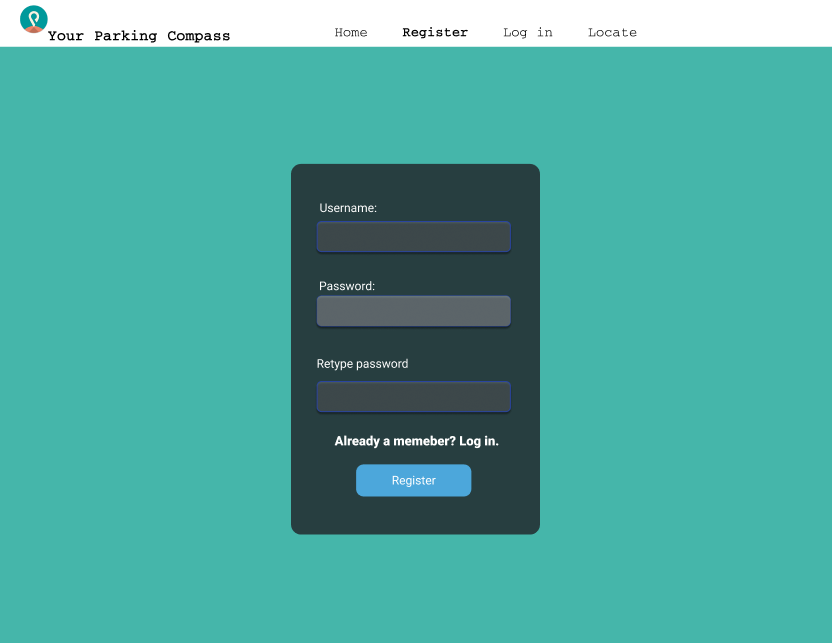 Your Parking Compass
Home Register Log in Locate
Username:
Password:
Retype password
Already a memeber? Log in.
Register